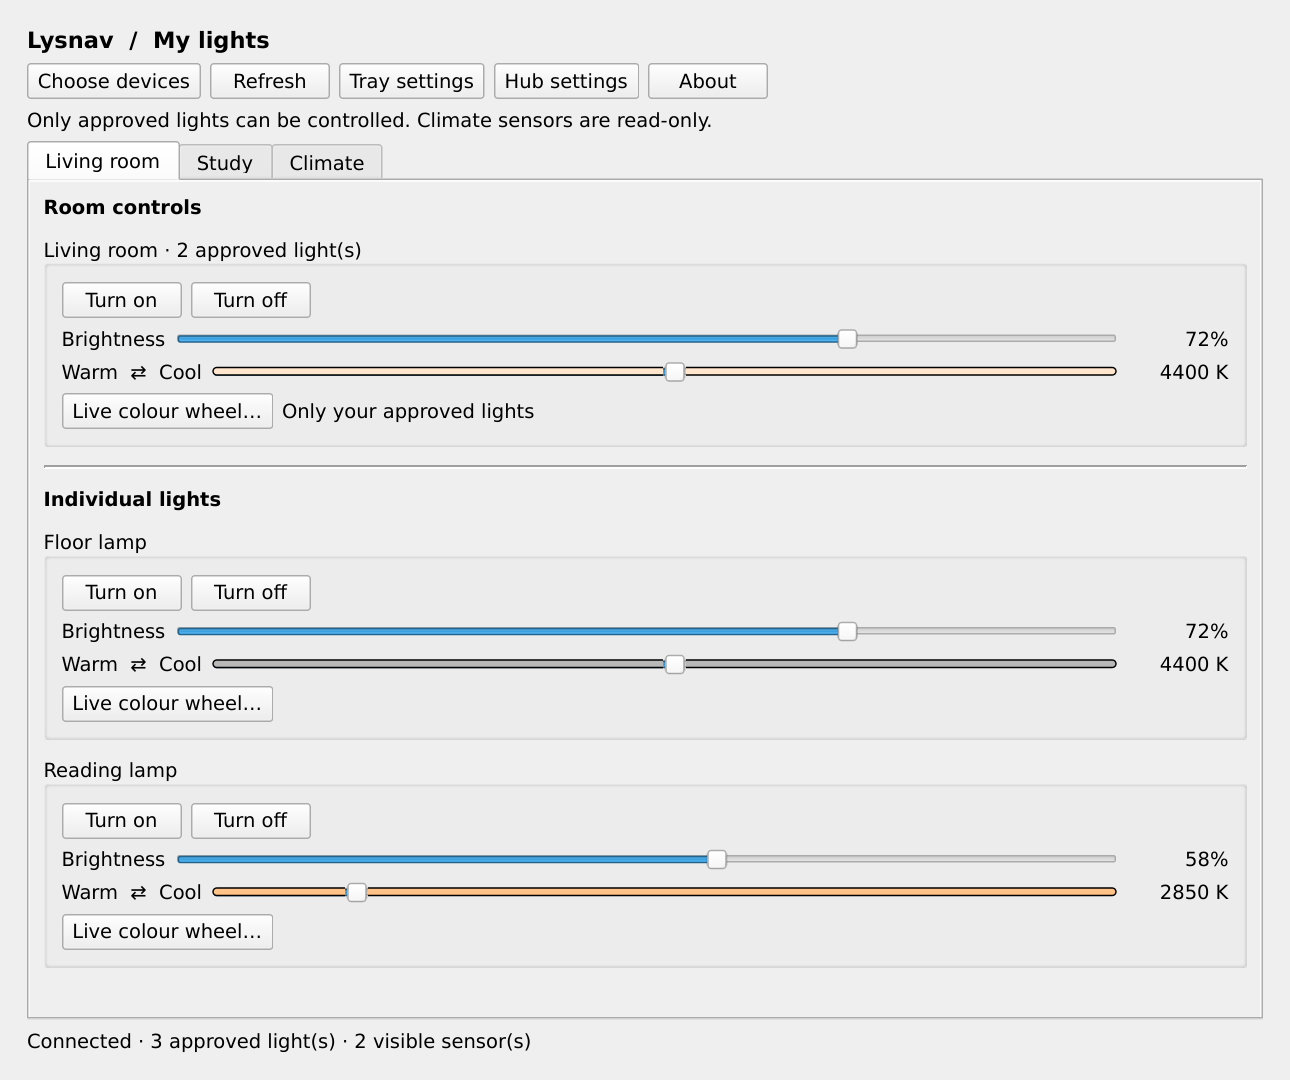 Lysnav / My lights
Choose devices Refresh Tray settings Hub settings About
Only approved lights can be controlled. Climate sensors are read-only.
Living room Study Climate
Room controls
Living room · 2 approved light(s)
Turn on Turn off
Brightness 72%
Warm ⇄ Cool 4400 K
Live colour wheel... Only your approved lights
Individual lights
Floor lamp
Turn on Turn off
Brightness 72%
Warm ⇄ Cool 4400 K
Live colour wheel...
Reading lamp
Turn on Turn off
Brightness 58%
Warm ⇄ Cool 2850 K
Live colour wheel...
Connected · 3 approved light(s) · 2 visible sensor(s)